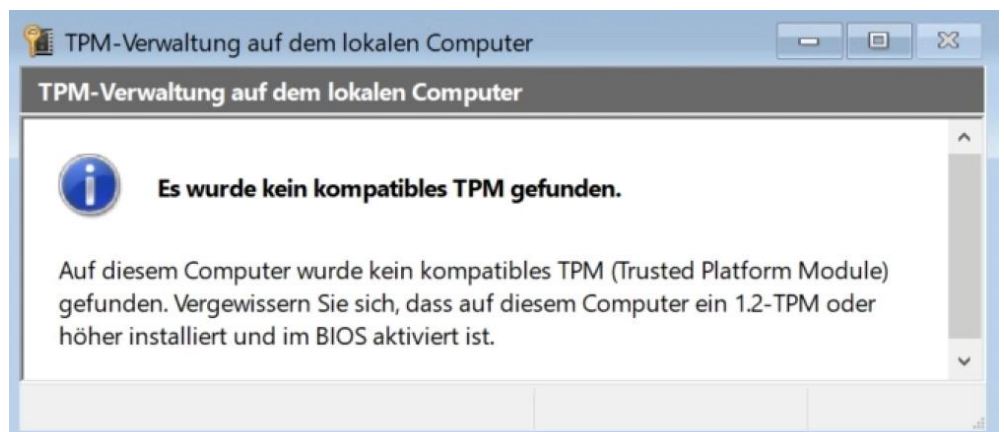 TPM-Verwaltung auf dem lokalen Computer
TPM-Verwaltung auf dem lokalen Computer
Es wurde kein kompatibles TPM gefunden.
Auf diesem Computer wurde kein kompatibles TPM (Trusted Platform Module)
gefunden. Vergewissern Sie sich, dass auf diesem Computer ein 1.2-TPM oder
höher installiert und im BIOS aktiviert ist.